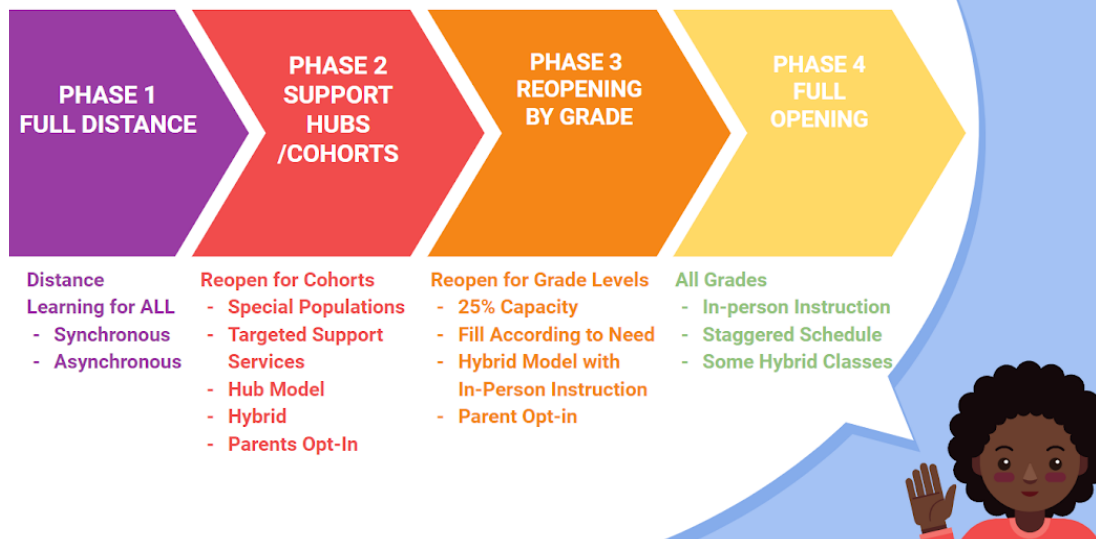 PHASE 1
FULL DISTANCE
PHASE 2
SUPPORT
HUBS
/COHORTS
PHASE 3
REOPENING
BY GRADE
PHASE 4
FULL
OPENING
Distance
Learning for ALL
- Synchronous
- Asynchronous
Reopen for Cohorts
- Special Populations
- Targeted Support
Services
- Hub Model
- Hybrid
- Parents Opt-In
Reopen for Grade Levels
- 25% Capacity
- Fill According to Need
- Hybrid Model with
In-Person Instruction
- Parent Opt-in
All Grades
- In-person Instruction
- Staggered Schedule
- Some Hybrid Classes